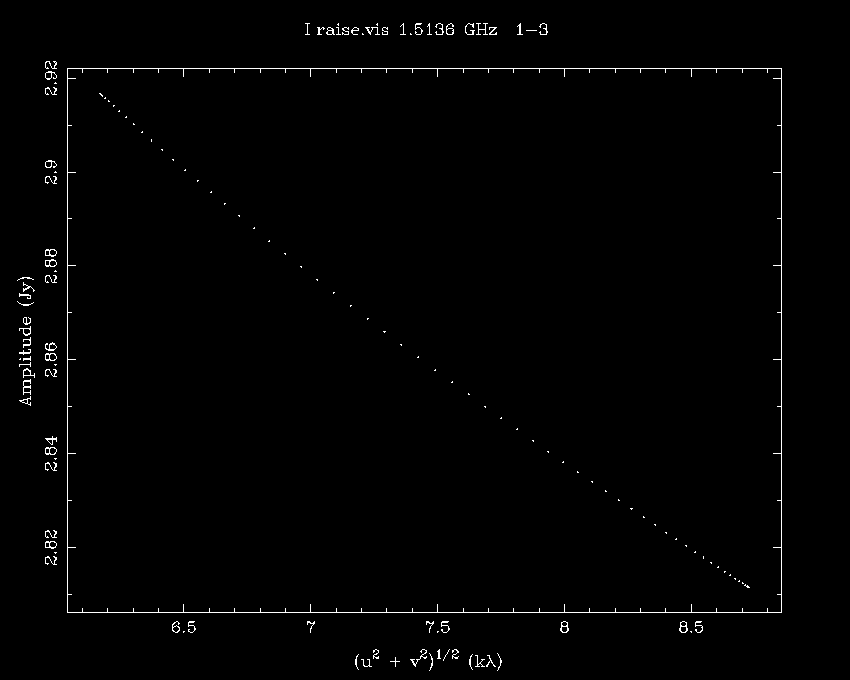 I raise.vis 1.5136 GHz 1-3
2.92
2.9
2.88
2.86
2.84
2.82
Amplitude (Jy)
6.5 7 7.5 8 8.5
(u² + v²)^1/2 (kλ)